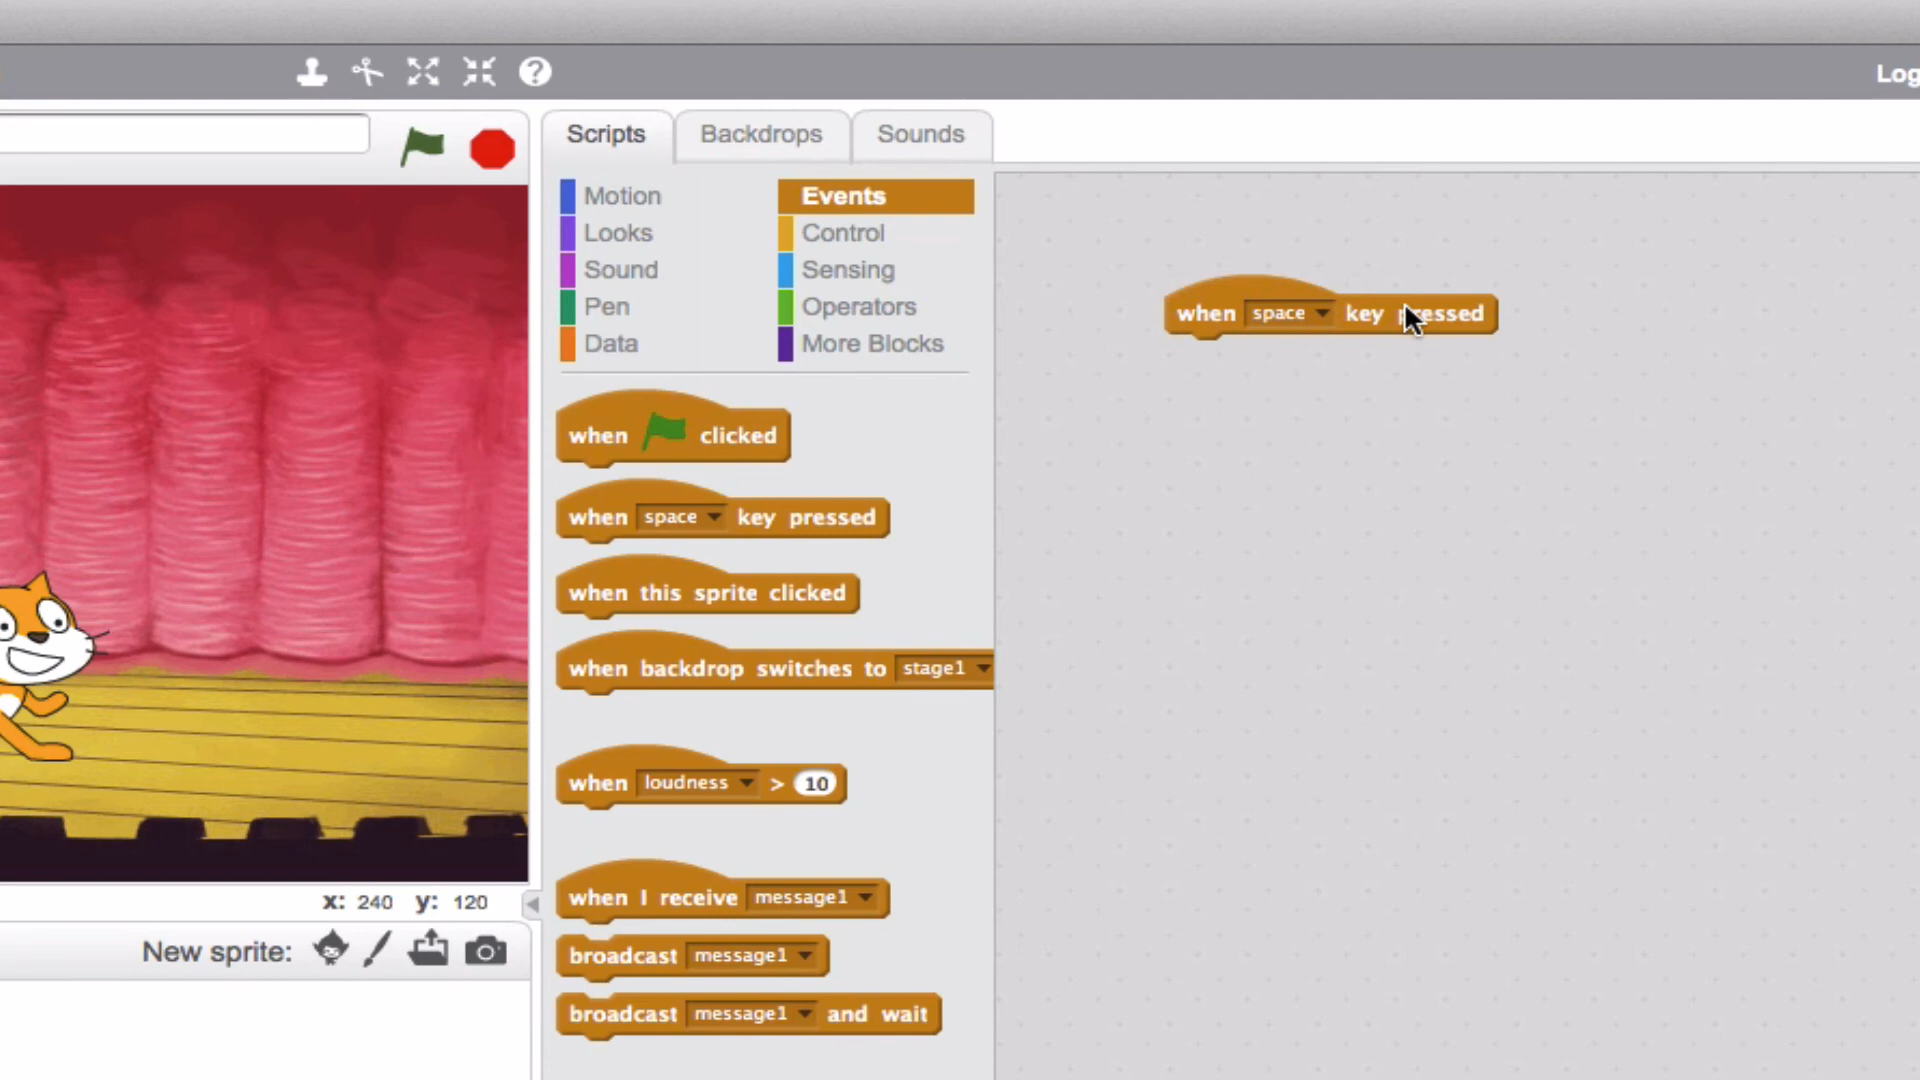 Log
Scripts Backdrops Sounds
Motion Events
Looks Control
Sound Sensing
Pen Operators
Data More Blocks
when clicked
when space key pressed
when this sprite clicked
when backdrop switches to stage1
when loudness > 10
when I receive message1
broadcast message1
broadcast message1 and wait
when space key pressed
x: 240 y: 120
New sprite: